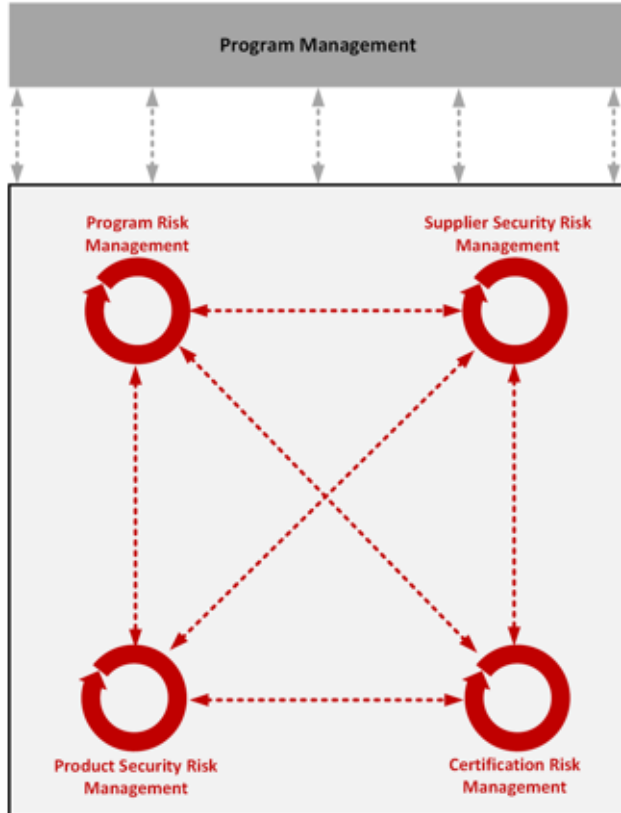 Program Management
Program Risk
Management
Supplier Security Risk
Management
Product Security Risk
Management
Certification Risk
Management